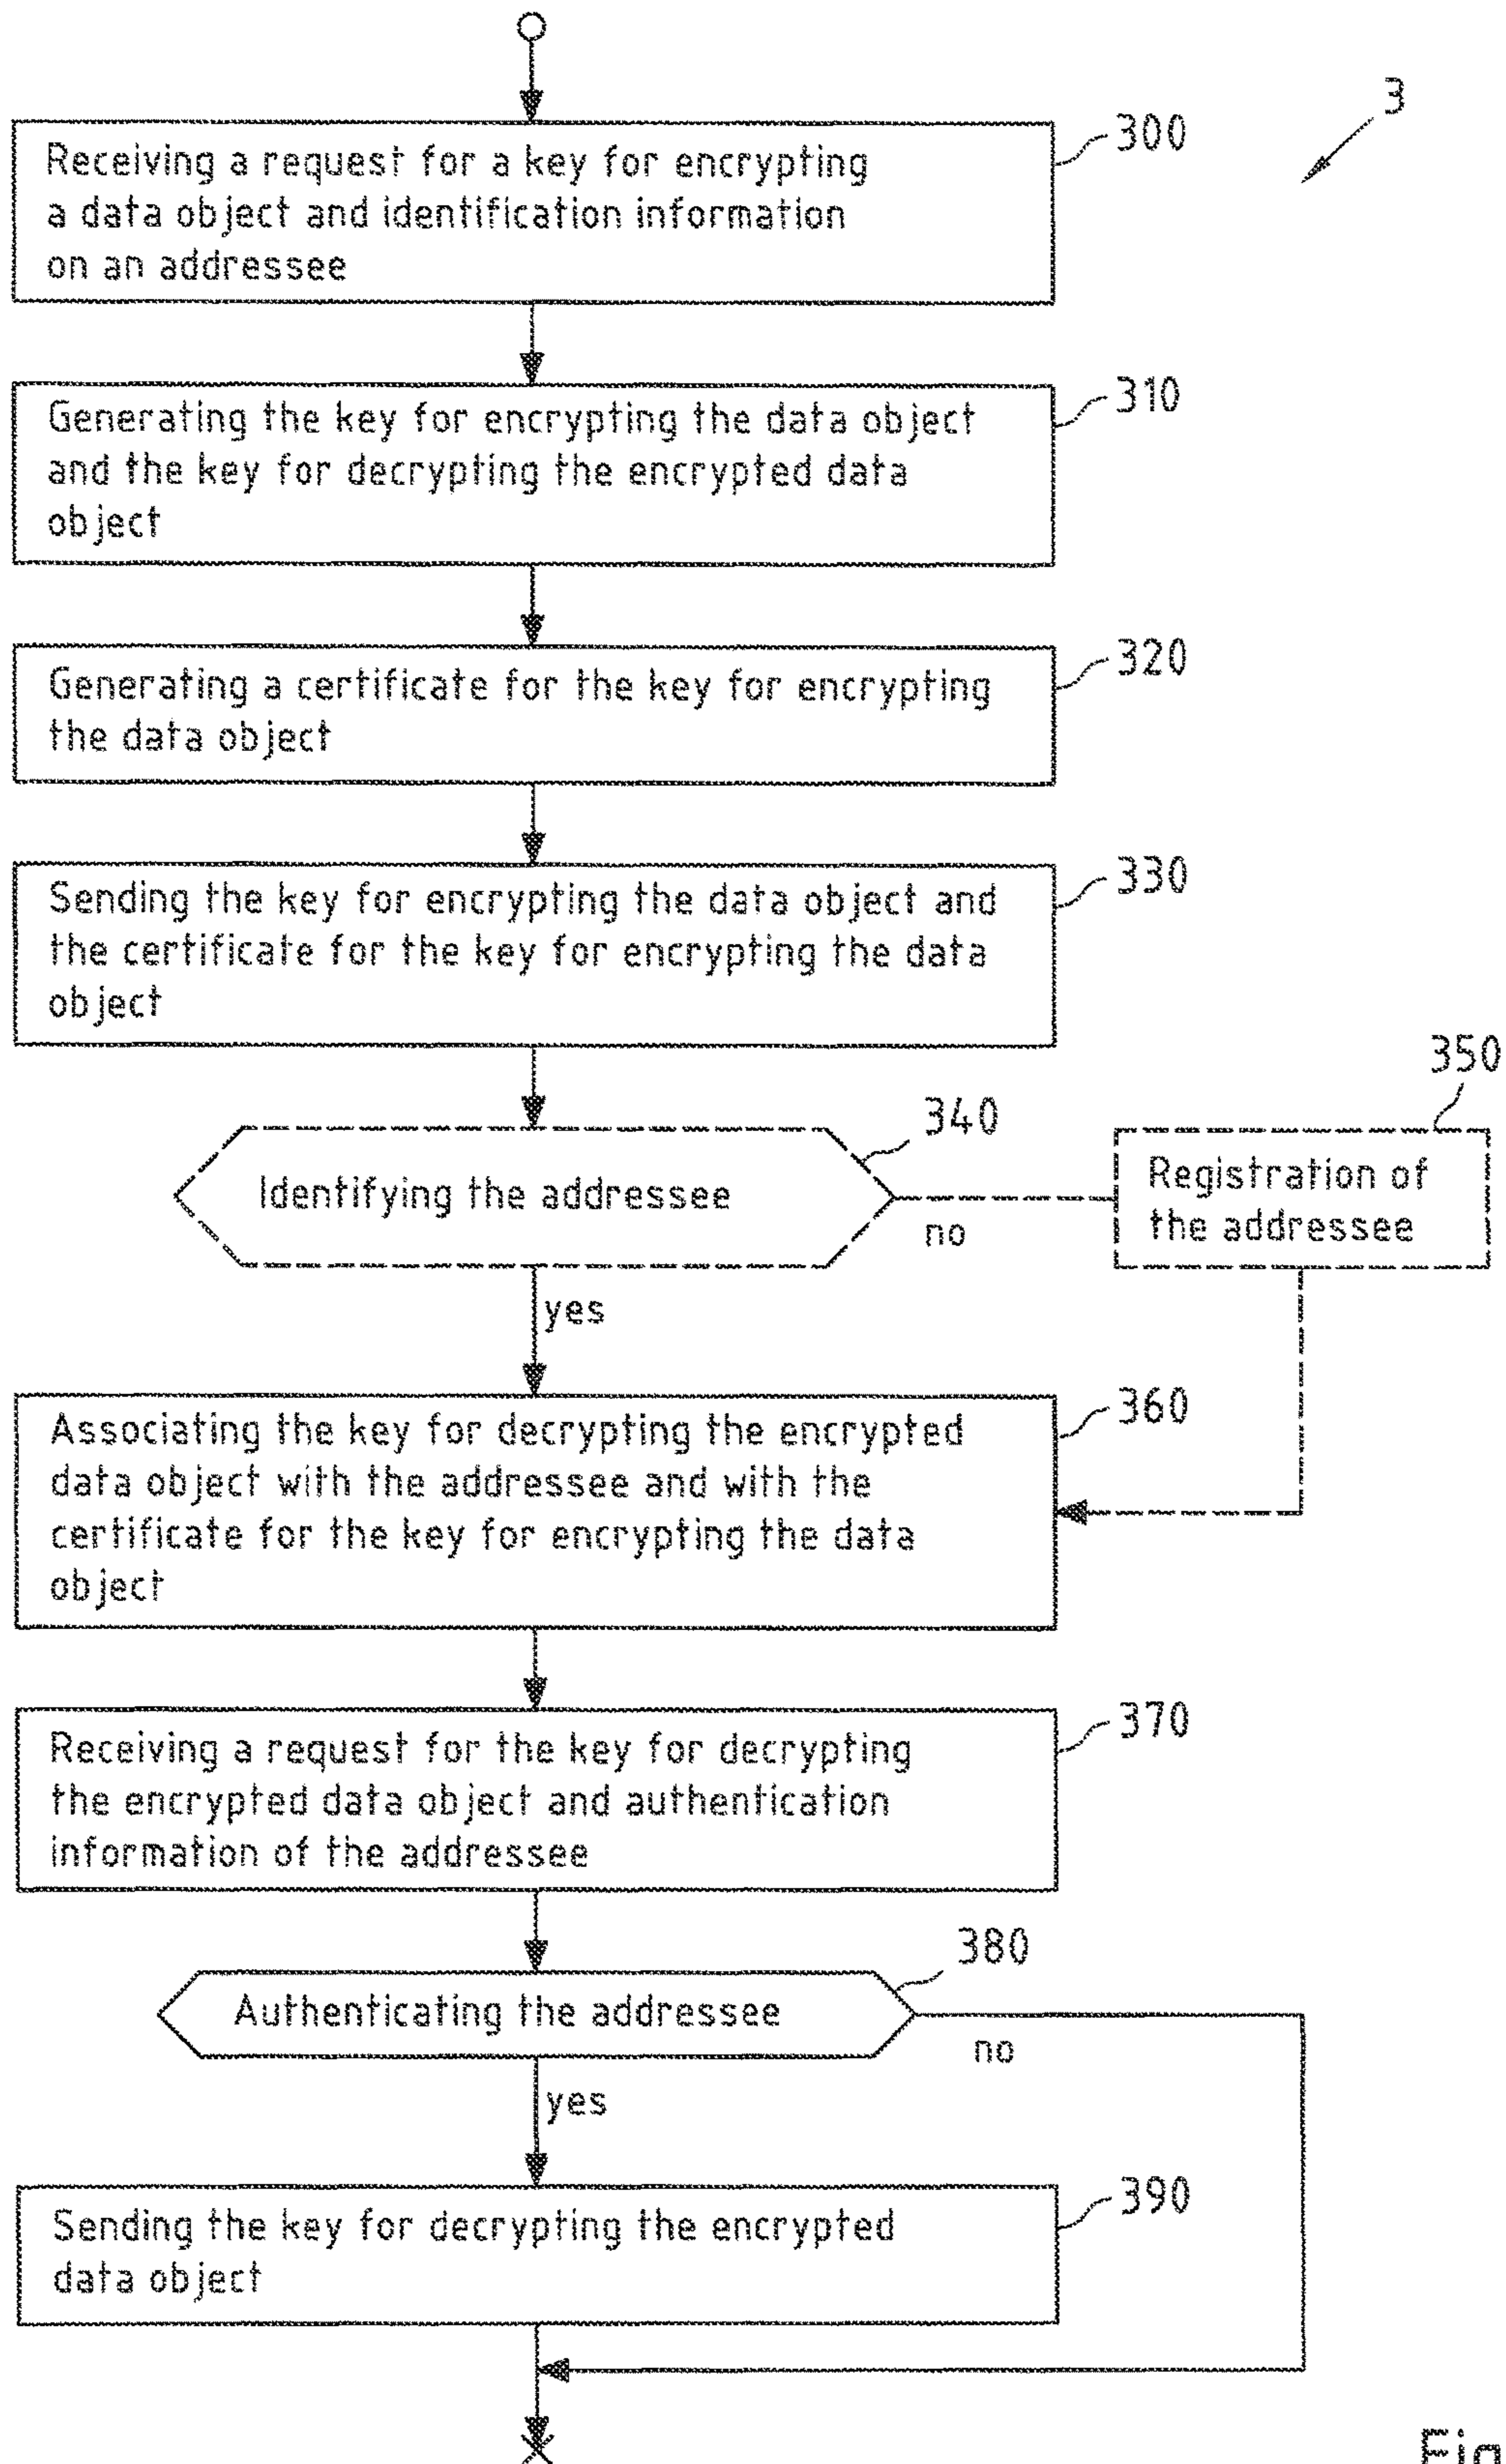 3
300
Receiving a request for a key for encrypting
a data object and identification information
on an addressee
310
Generating the key for encrypting the data object
and the key for decrypting the encrypted data
object
320
Generating a certificate for the key for encrypting
the data object
330
Sending the key for encrypting the data object and
the certificate for the key for encrypting the data
object
340
Identifying the addressee
no
350
Registration of
the addressee
yes
360
Associating the key for decrypting the encrypted
data object with the addressee and with the
certificate for the key for encrypting the data
object
370
Receiving a request for the key for decrypting
the encrypted data object and authentication
information of the addressee
380
Authenticating the addressee
no
yes
390
Sending the key for decrypting the encrypted
data object